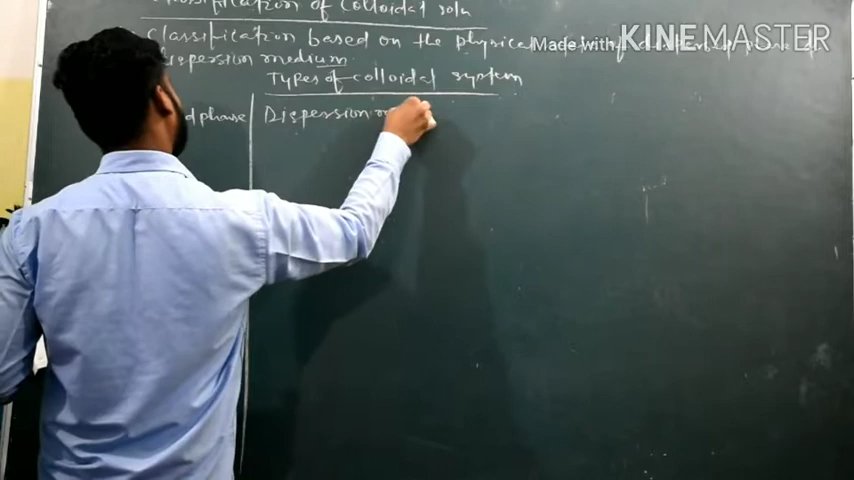 Classification of Colloidal soln
Classification based on the physical
dispersion medium
Types of colloidal system
phase Dispersion
Made with KINEMASTER